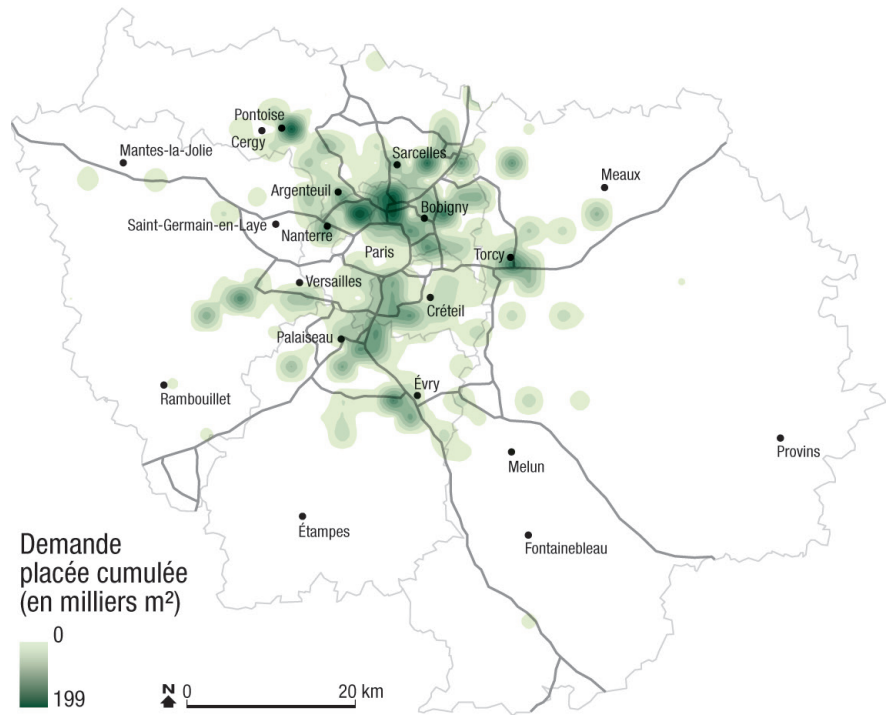 Pontoise
Cergy
Mantes-la-Jolie
Sarcelles
Meaux
Argenteuil
Bobigny
Saint-Germain-en-Laye
Nanterre
Paris
Torcy
Versailles
Créteil
Palaiseau
Rambouillet
Évry
Provins
Melun
Étampes
Fontainebleau
Demande
placée cumulée
(en milliers m²)
0
199
N 0 20 km